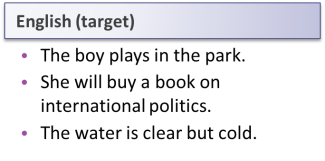 English (target)
• The boy plays in the park.
• She will buy a book on
international politics.
• The water is clear but cold.